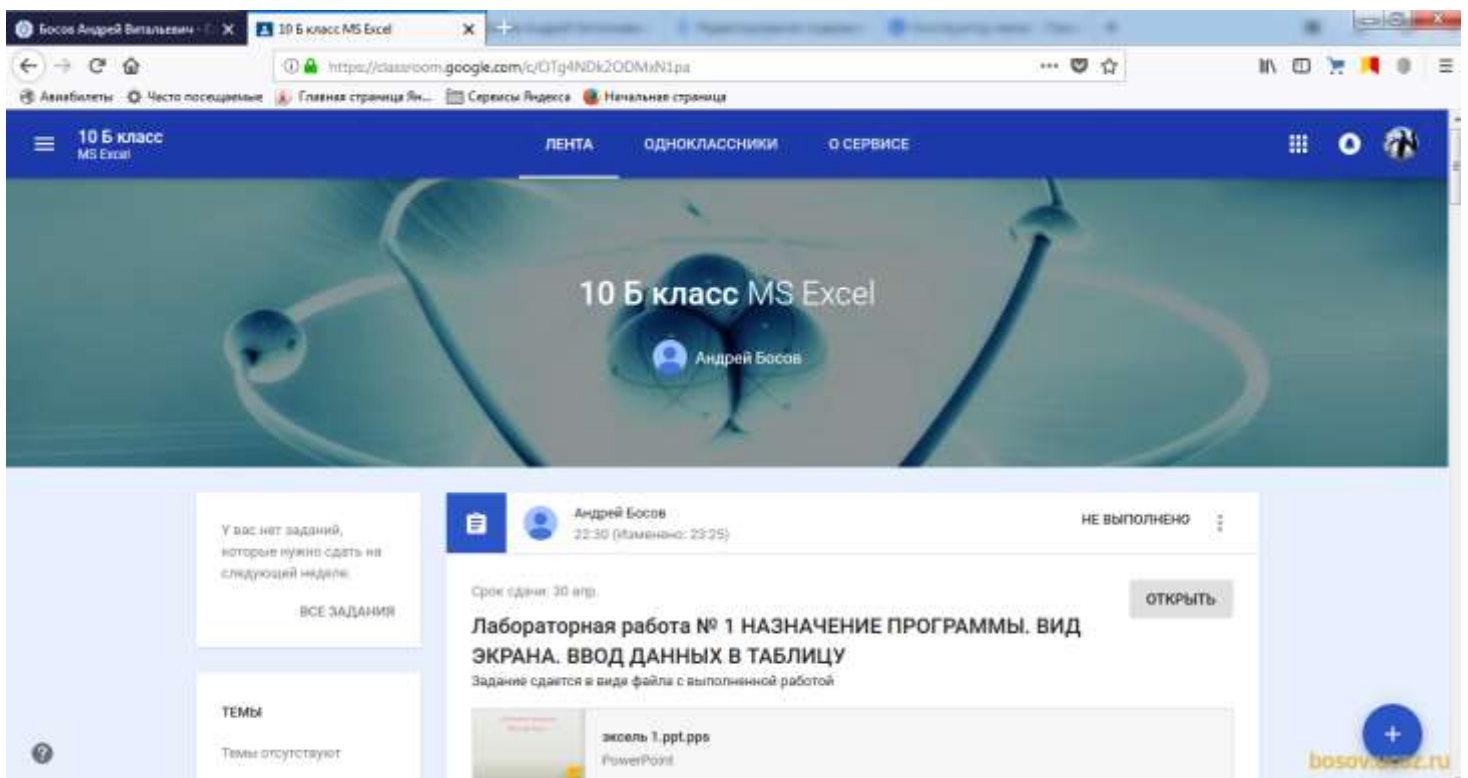 Босов Андрей Витальевич - Г
10 Б класс MS Excel
https://classroom.google.com/c/OTg4NDk2ODMxN1pa
Авиабилеты
Часто посещаемые
Главная страница Ян...
Сервисы Яндекса
Начальная страница
10 Б класс
MS Excel
ЛЕНТА
ОДНОКЛАССНИКИ
О СЕРВИСЕ
10 Б класс MS Excel
Андрей Босов
У вас нет заданий,
которые нужно сдать на
следующей неделе.
ВСЕ ЗАДАНИЯ
ТЕМЫ
Темы отсутствуют
Андрей Босов
22:30 (Изменено: 23:25)
НЕ ВЫПОЛНЕНО
Срок сдачи: 30 апр.
ОТКРЫТЬ
Лабораторная работа № 1 НАЗНАЧЕНИЕ ПРОГРАММЫ. ВИД
ЭКРАНА. ВВОД ДАННЫХ В ТАБЛИЦУ
Задание сдается в виде файла с выполненной работой
эксель 1.ppt.pps
PowerPoint
bosov.ucoz.ru